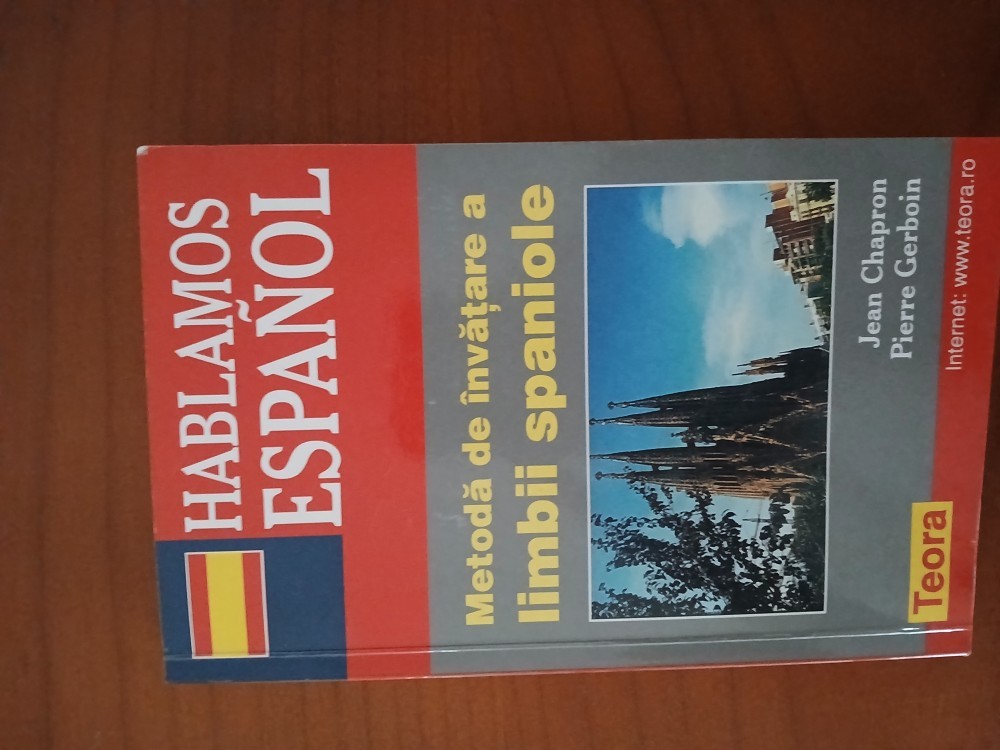 HABLAMOS
ESPAÑOL
Metodă de învățare a
limbii spaniole
Jean Chapron
Pierre Gerboin
Teora
Internet: www.teora.ro